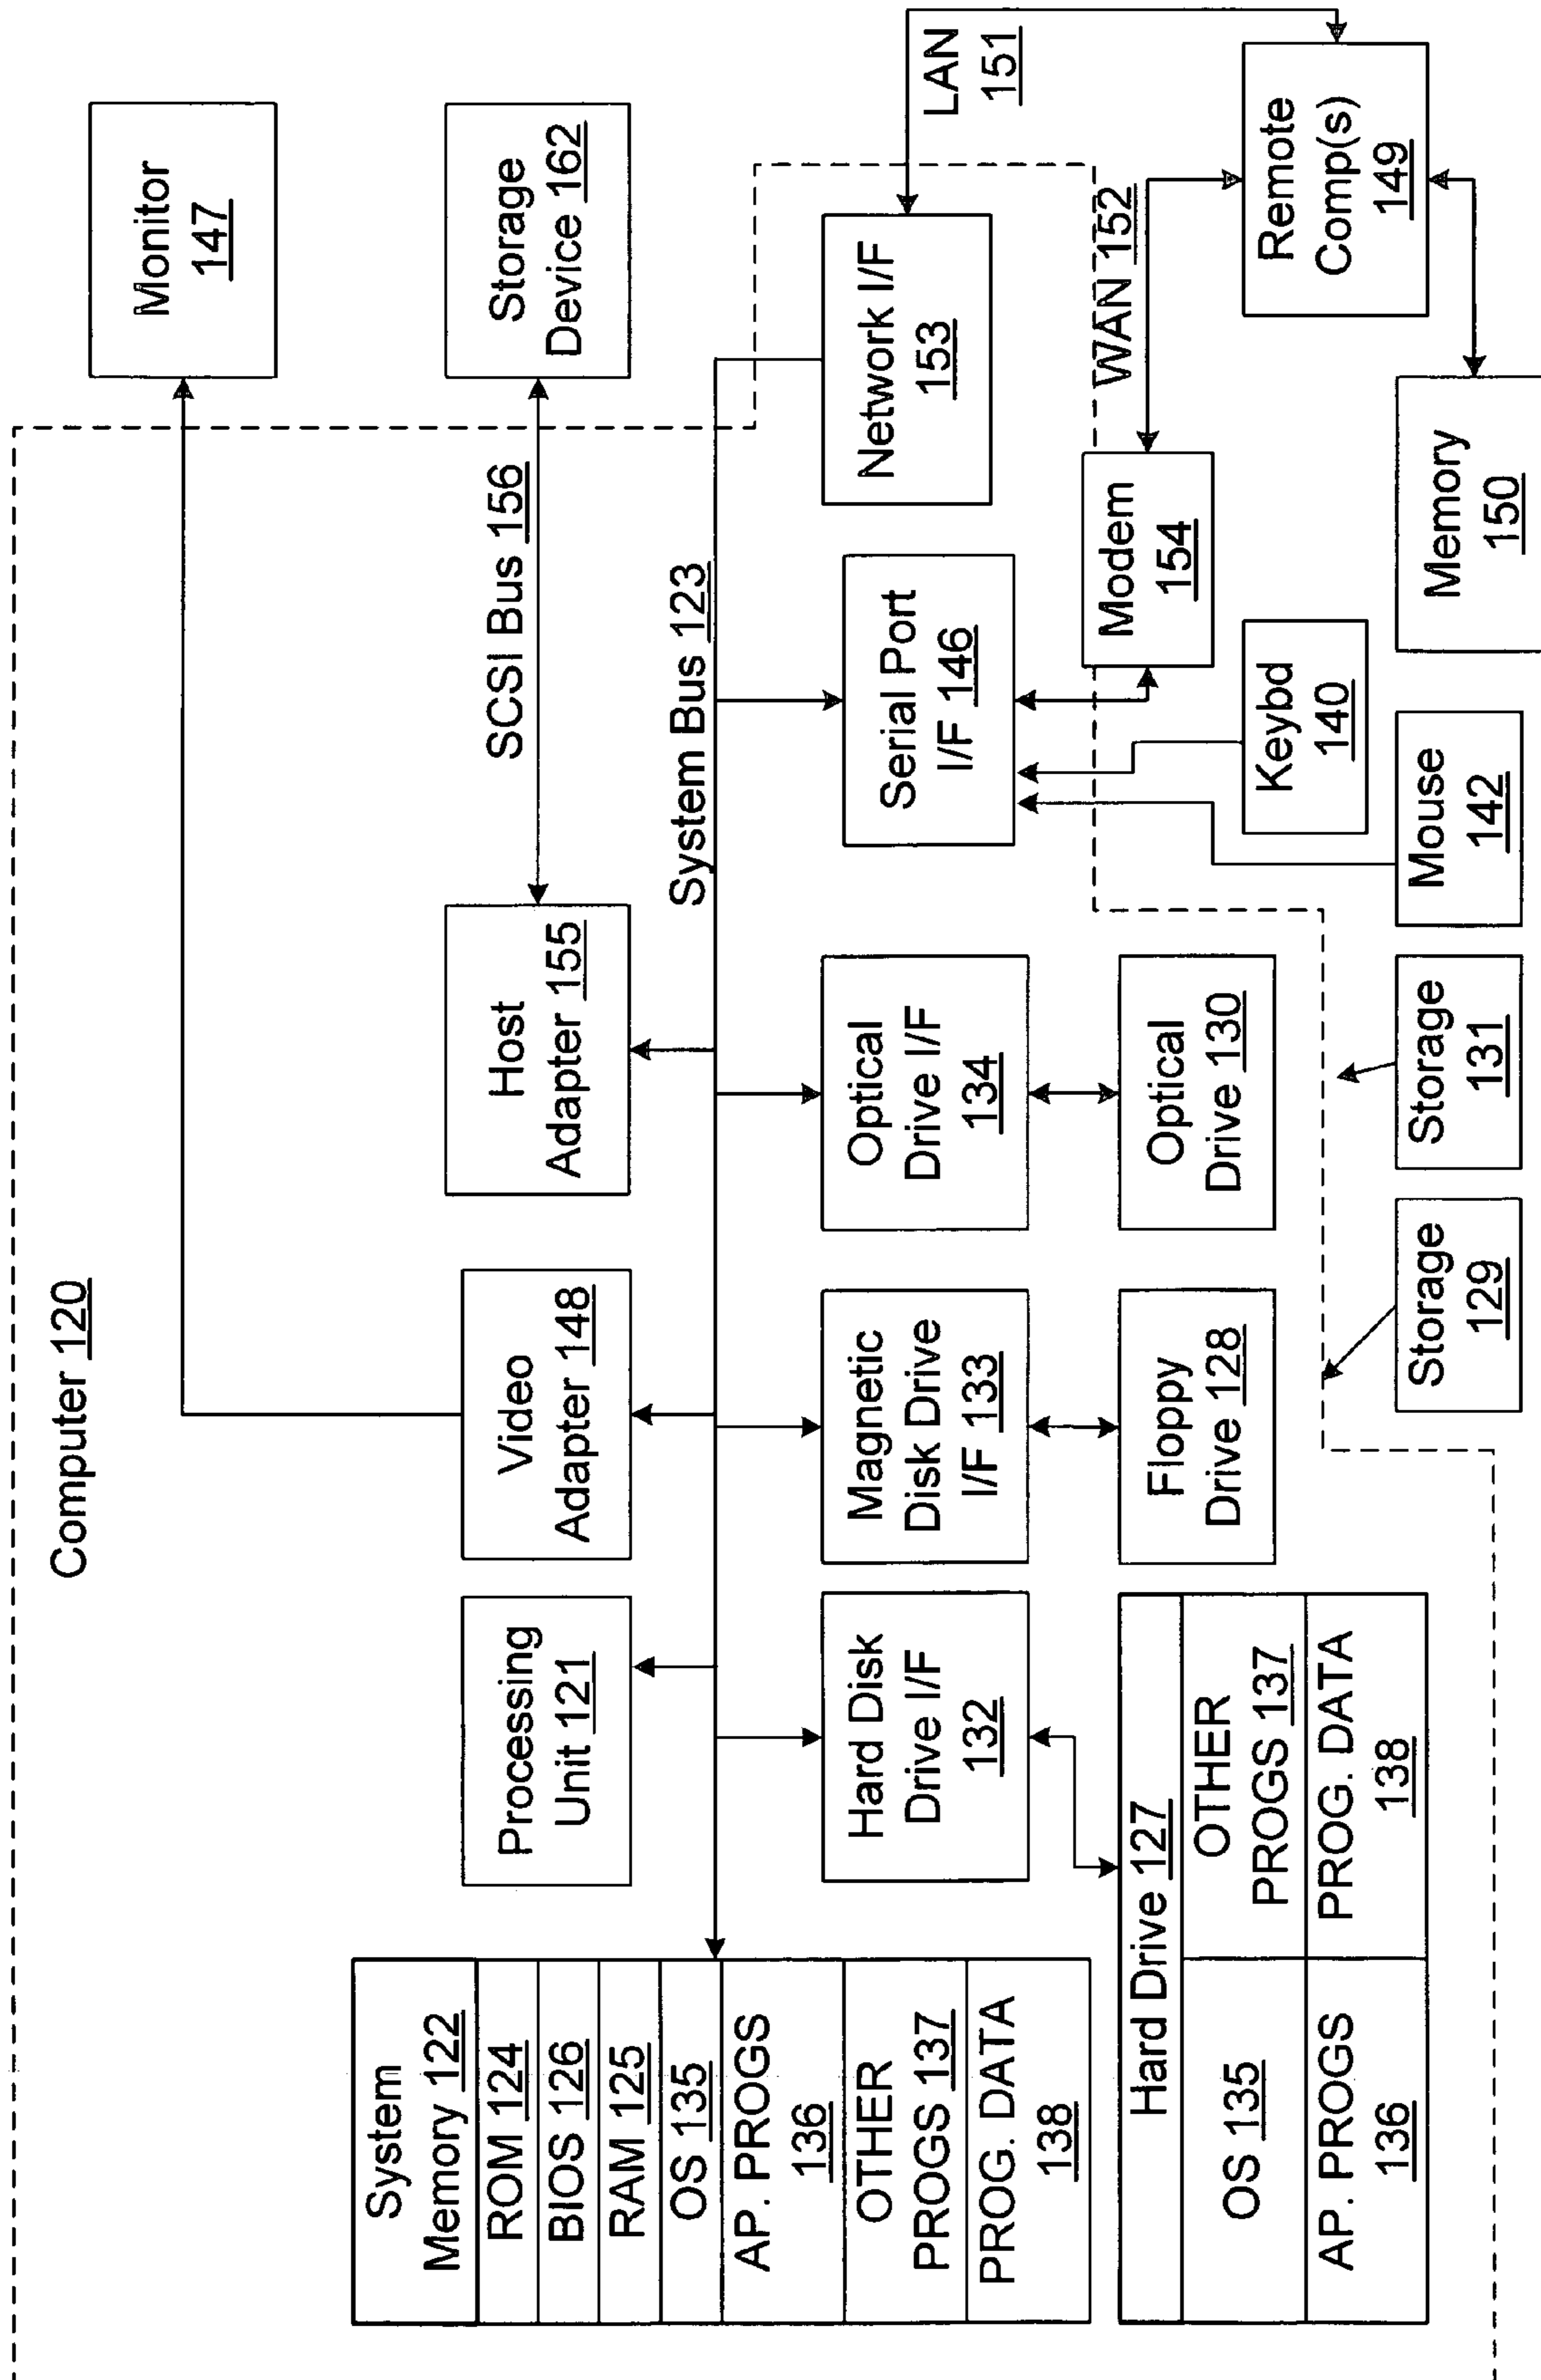 Computer 120
Monitor
147
System
Memory 122
ROM 124
BIOS 126
RAM 125
OS 135
AP. PROGS
136
OTHER
PROGS 137
PROG. DATA
138
Processing
Unit 121
Video
Adapter 148
Host
Adapter 155
SCSI Bus 156
Storage
Device 162
System Bus 123
Hard Disk
Drive I/F
132
Magnetic
Disk Drive
I/F 133
Optical
Drive I/F
134
Serial Port
I/F 146
Network I/F
153
LAN
151
Hard Drive 127
OS 135
OTHER
PROGS 137
AP. PROGS
136
PROG. DATA
138
Floppy
Drive 128
Optical
Drive 130
Modem
154
WAN 152
Keybd
140
Remote
Comp(s)
149
Storage
129
Storage
131
Mouse
142
Memory
150